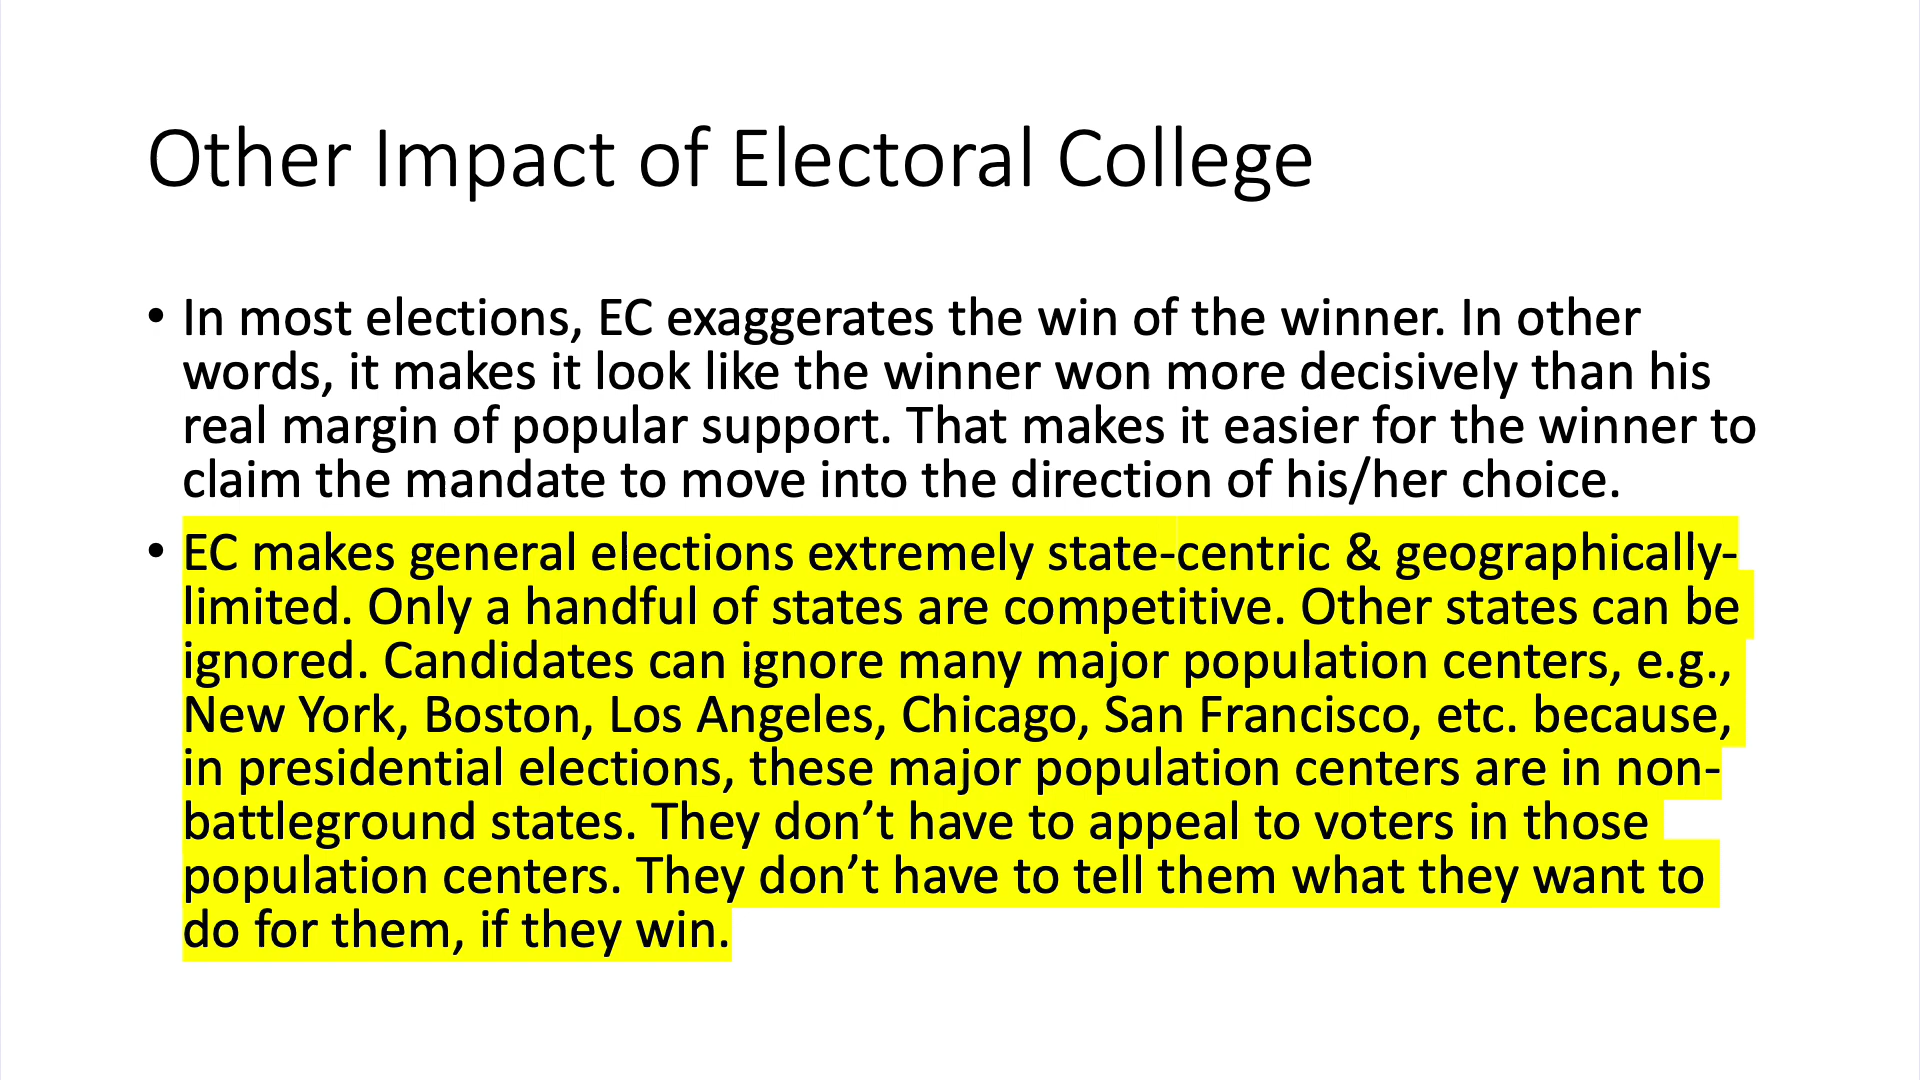 Other Impact of Electoral College
• In most elections, EC exaggerates the win of the winner. In other
words, it makes it look like the winner won more decisively than his
real margin of popular support. That makes it easier for the winner to
claim the mandate to move into the direction of his/her choice.
• EC makes general elections extremely state-centric & geographically-
limited. Only a handful of states are competitive. Other states can be
ignored. Candidates can ignore many major population centers, e.g.,
New York, Boston, Los Angeles, Chicago, San Francisco, etc. because,
in presidential elections, these major population centers are in non-
battleground states. They don’t have to appeal to voters in those
population centers. They don’t have to tell them what they want to
do for them, if they win.